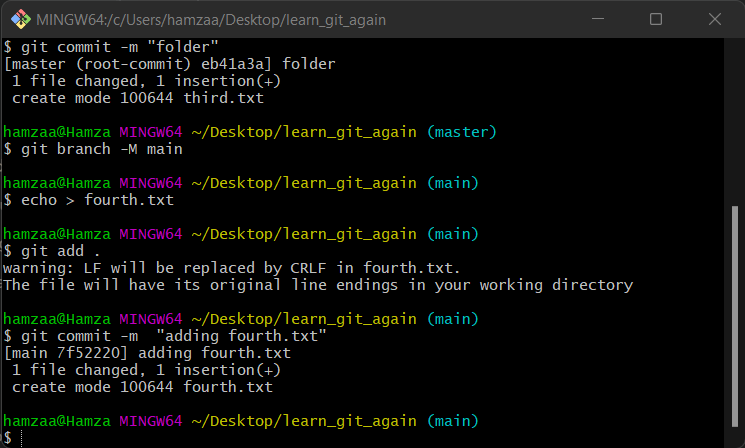 MINGW64:/c/Users/hamzaa/Desktop/learn_git_again
$ git commit -m "folder"
[master (root-commit) eb41a3a] folder
 1 file changed, 1 insertion(+)
 create mode 100644 third.txt

hamzaa@Hamza MINGW64 ~/Desktop/learn_git_again (master)
$ git branch -M main

hamzaa@Hamza MINGW64 ~/Desktop/learn_git_again (main)
$ echo > fourth.txt

hamzaa@Hamza MINGW64 ~/Desktop/learn_git_again (main)
$ git add .
warning: LF will be replaced by CRLF in fourth.txt.
The file will have its original line endings in your working directory

hamzaa@Hamza MINGW64 ~/Desktop/learn_git_again (main)
$ git commit -m  "adding fourth.txt"
[main 7f52220] adding fourth.txt
 1 file changed, 1 insertion(+)
 create mode 100644 fourth.txt

hamzaa@Hamza MINGW64 ~/Desktop/learn_git_again (main)
$